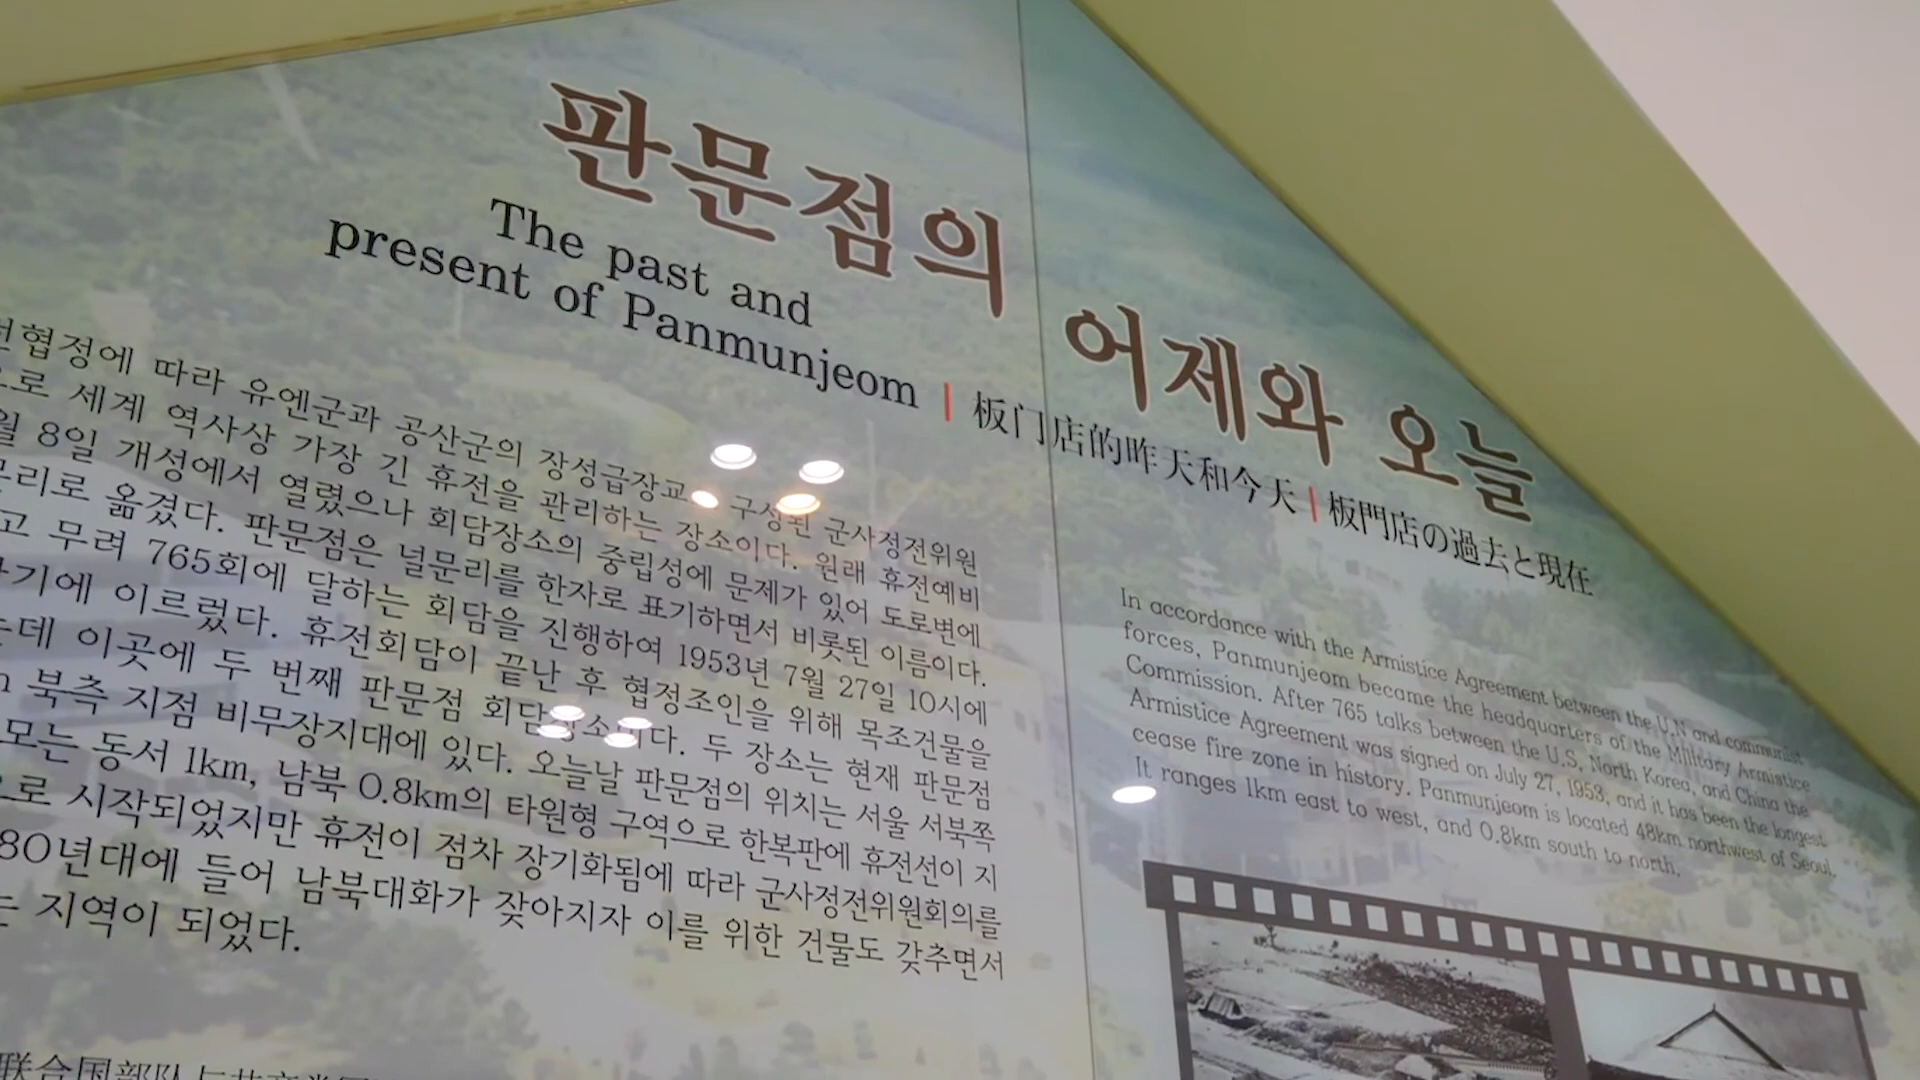 판문점의 어제와 오늘
The past and
present of Panmunjeom | 板门店的昨天和今天 | 板門店の過去と現在
전협정에 따라 유엔군과 공산군의 장성급장교 구성된 군사정전위원
으로 세계 역사상 가장 긴 휴전을 관리하는 장소이다. 원래 휴전예비
월 8일 개성에서 열렸으나 회담장소의 중립성에 문제가 있어 도로변에
문리로 옮겼다. 판문점은 널문리를 한자로 표기하면서 비롯된 이름이다.
고 무려 765회에 달하는 회담을 진행하여 1953년 7월 27일 10시에
하기에 이르렀다. 휴전회담이 끝난 후 협정조인을 위해 목조건물을
는데 이곳에 두 번째 판문점 회담장소이다. 두 장소는 현재 판문점
북측 지점 비무장지대에 있다. 오늘날 판문점의 위치는 서울 서북쪽
모는 동서 1km, 남북 0.8km의 타원형 구역으로 한복판에 휴전선이 지
으로 시작되었지만 휴전이 점차 장기화됨에 따라 군사정전위원회의를
80년대에 들어 남북대화가 잦아지자 이를 위한 건물도 갖추면서
는 지역이 되었다.
In accordance with the Armistice Agreement between the U.N and communist
forces, Panmunjeom became the headquarters of the Military Armistice
Commission. After 765 talks between the U.S, North Korea, and China the
Armistice Agreement was signed on July 27, 1953, and it has been the longest
cease fire zone in history. Panmunjeom is located 48km northwest of Seoul.
It ranges 1km east to west, and 0.8km south to north.
联合国部队与共产党军